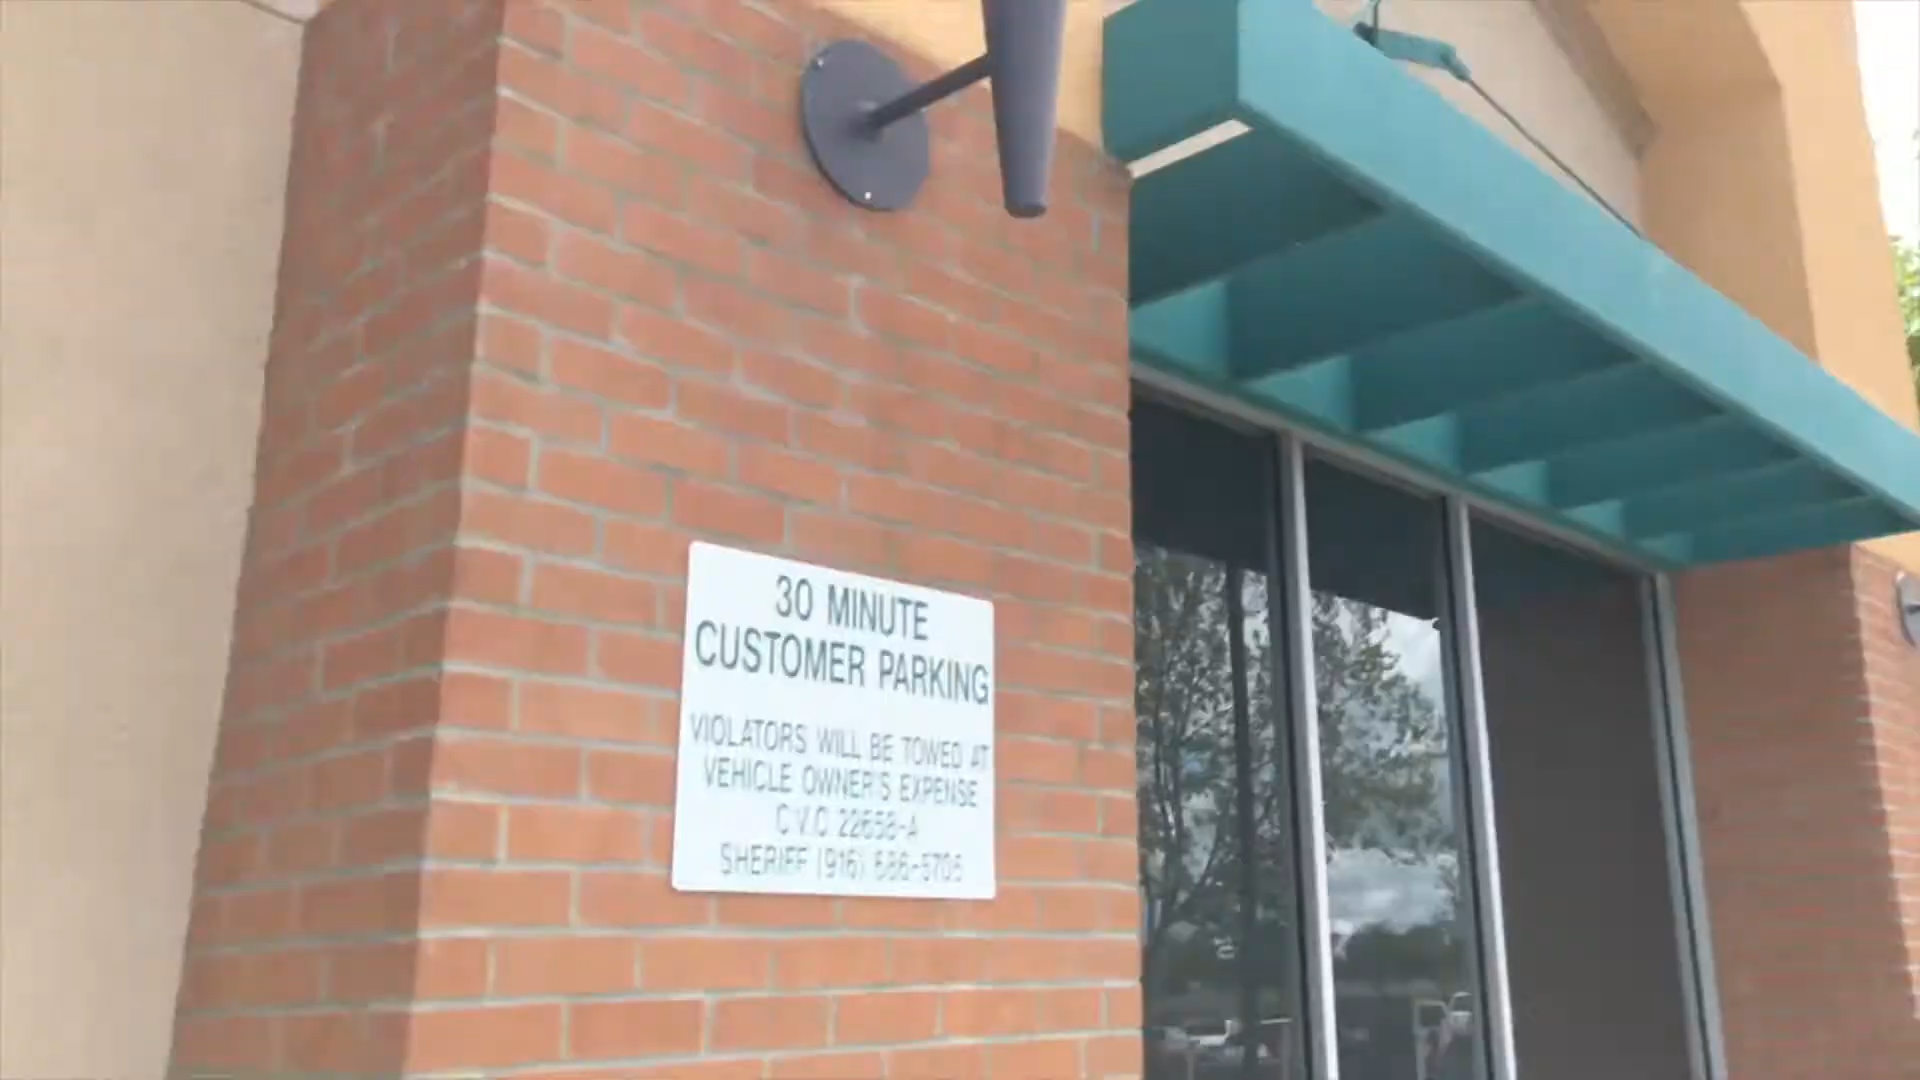 30 MINUTE
CUSTOMER PARKING
VIOLATORS WILL BE TOWED AT
VEHICLE OWNER'S EXPENSE
C.V.C 22658-A
SHERIFF (916)